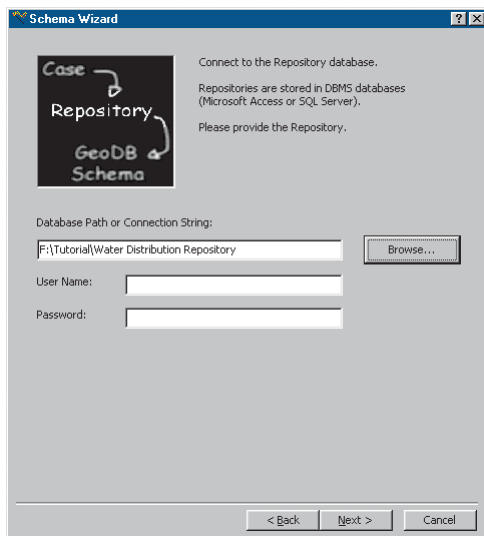 Schema Wizard
Case
Repository
GeoDB
Schema
Connect to the Repository database.
Repositories are stored in DBMS databases
(Microsoft Access or SQL Server).
Please provide the Repository.
Database Path or Connection String:
F:\Tutorial\Water Distribution Repository
Browse...
User Name:
Password:
< Back
Next >
Cancel